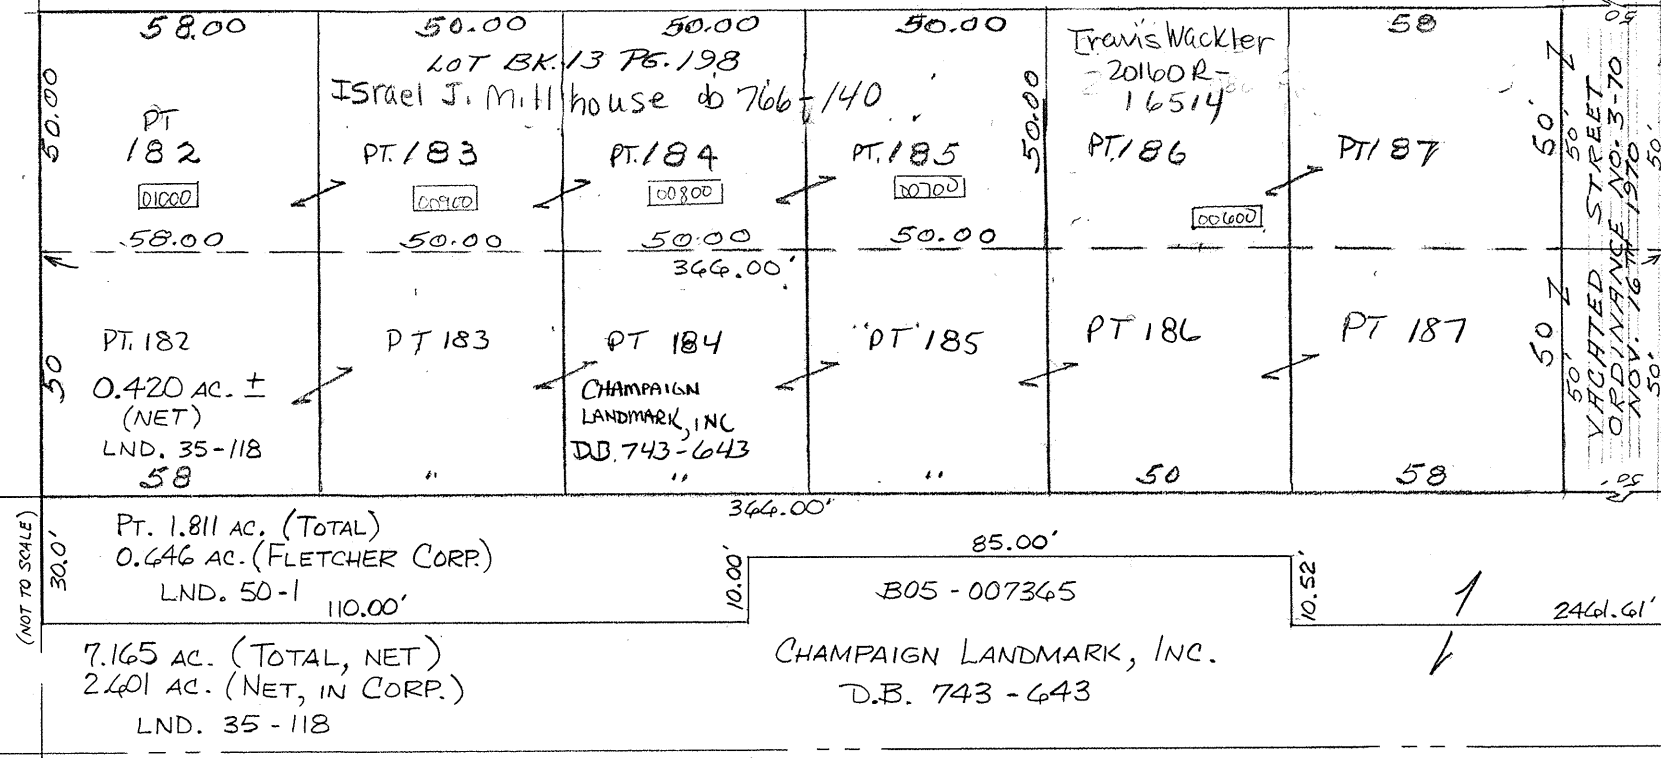 58.00 50.00 50.00 50.00 58
LOT BK. 13 PG. 198
Israel J. Millhouse db 766-140
Travis Wackler
20160R-
16514
50.00
50.00
PT
182
PT. 183
PT. 184
PT. 185
PT. 186
PT 187
01000
00900
00800
00700
00600
58.00 50.00 50.00 50.00
366.00'
50'
50'
50'
50
50'
50'
VACATED STREET
ORDINANCE NO. 3-70
NOV. 16TH 1970
50
PT. 182
PT 183
PT 184
PT 185
PT 186
PT 187
0.420 AC. ±
(NET)
LND. 35-118
CHAMPAIGN
LANDMARK, INC
D.B. 743-643
58 " " " 50 58
50'
366.00'
(NOT TO SCALE)
30.0'
PT. 1.811 AC. (TOTAL)
0.646 AC. (FLETCHER CORP.)
LND. 50-1
110.00'
10.00'
85.00'
10.52'
B05-007365
2461.61'
7.165 AC. (TOTAL, NET)
2.601 AC. (NET, IN CORP.)
LND. 35-118
CHAMPAIGN LANDMARK, INC.
D.B. 743-643